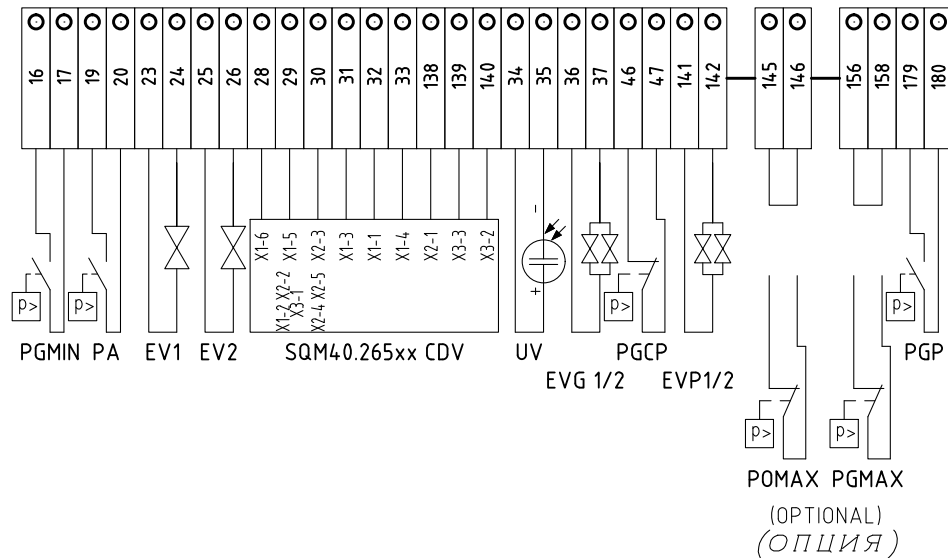 16 17 19 20 23 24 25 26 28 29 30 31 32 33 138 139 140 34 35 36 37 46 47 141 142 145 146 156 158 179 180
X1-6 X1-5 X2-3 X1-3 X1-1 X1-4 X2-1 X3-3 X3-2
X1-2 X2-2 X2-4 X2-5
X3-1
- 
+
p> p> p> p> p> p>
PGMIN PA EV1 EV2 SQM40.265xx CDV UV PGCP PGP
EVG 1/2 EVP1/2
p> p>
POMAX PGMAX
(OPTIONAL)
(ОПЦИЯ)